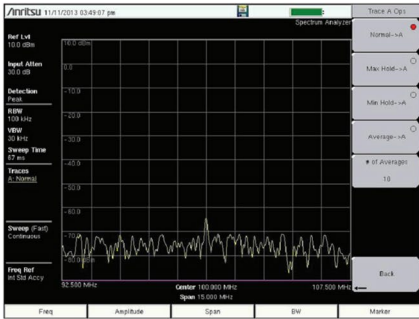 Anritsu 11/11/2013 03:49:07 pm
Spectrum Analyzer
Trace A Ops
Ref Lvl
10.0 dBm
Input Atten
30.0 dB
Detection
Peak
RBW
100 kHz
VBW
30 kHz
Sweep Time
67 ms
Traces
A: Normal
Sweep (Fast)
Continuous
Freq Ref
Int Std Accy
10.0 dBm
0.0
-10.0
-20.0
-30.0
-40.0
-50.0
-60.0
-70.0
92.500 MHz
Center 100.000 MHz
107.500 MHz
Span 15.000 MHz
Normal->A
Max Hold->A
Min Hold->A
Average->A
# of Averages
10
Back
Freq
Amplitude
Span
BW
Marker